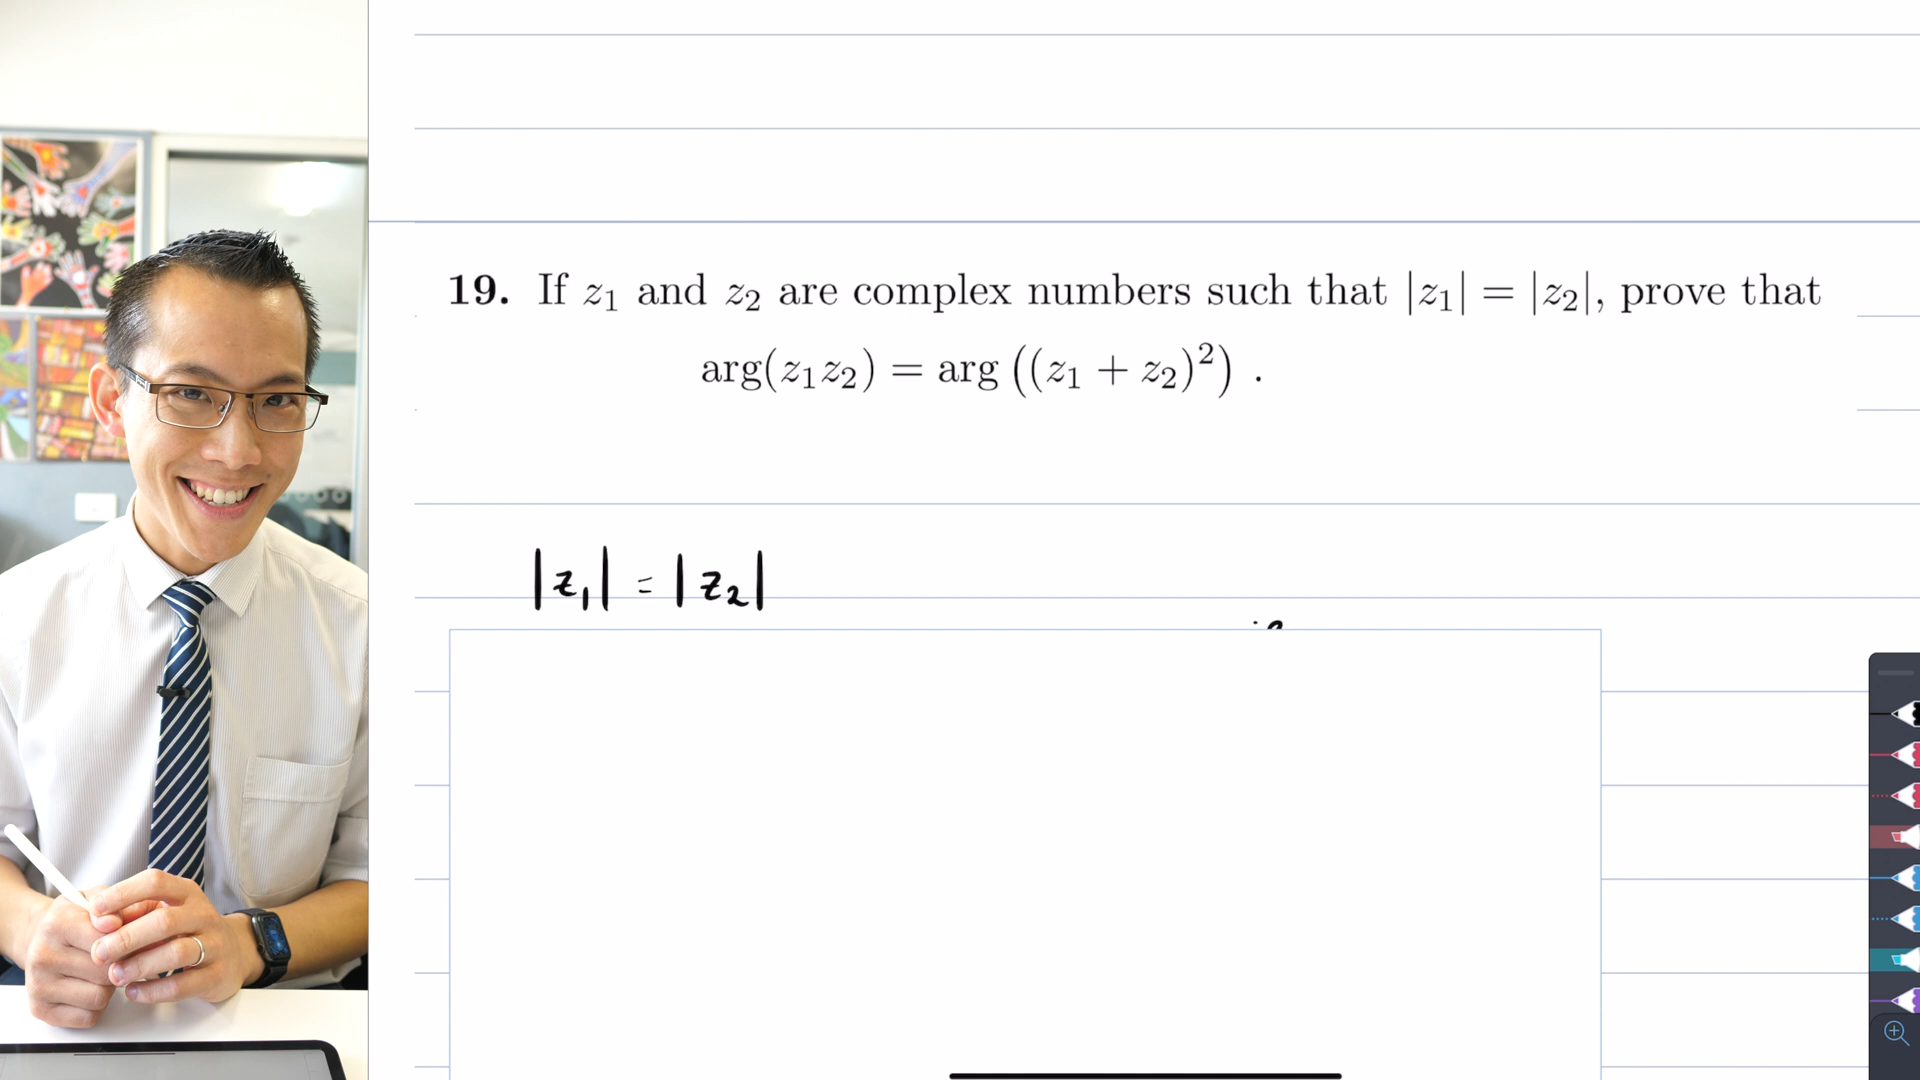 19. If z₁ and z₂ are complex numbers such that |z₁| = |z₂|, prove that
arg(z₁z₂) = arg ((z₁ + z₂)²) .
|z₁| = |z₂|